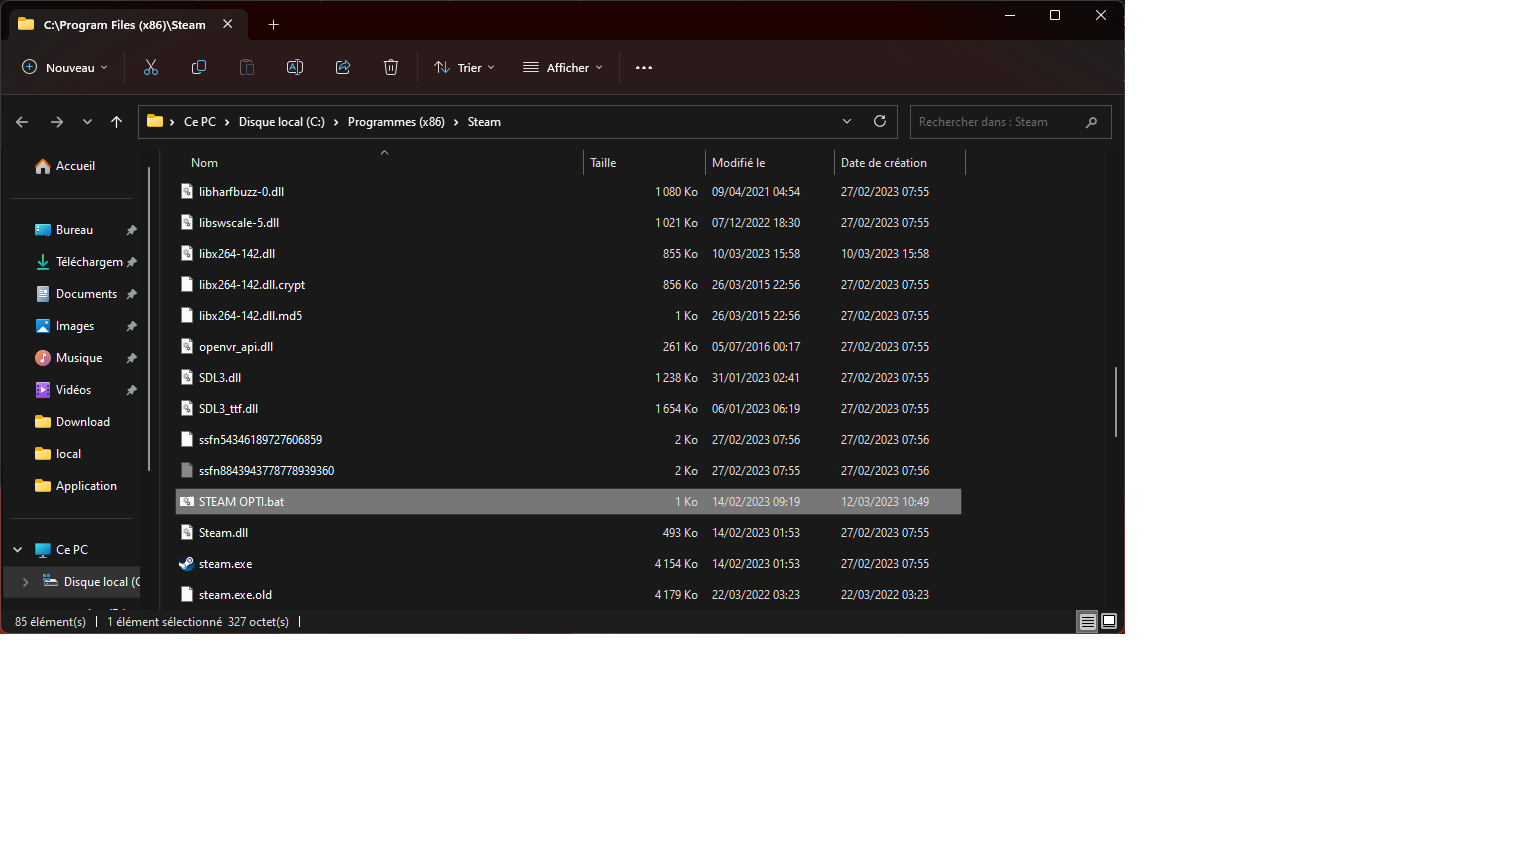 C:\Program Files (x86)\Steam
Nouveau
Trier
Afficher
Ce PC > Disque local (C:) > Programmes (x86) > Steam
Rechercher dans : Steam
Accueil
Bureau
Téléchargem
Documents
Images
Musique
Vidéos
Download
local
Application
Ce PC
Disque local (C
Nom Taille Modifié le Date de création
libharfbuzz-0.dll 1 080 Ko 09/04/2021 04:54 27/02/2023 07:55
libswscale-5.dll 1 021 Ko 07/12/2022 18:30 27/02/2023 07:55
libx264-142.dll 855 Ko 10/03/2023 15:58 10/03/2023 15:58
libx264-142.dll.crypt 856 Ko 26/03/2015 22:56 27/02/2023 07:55
libx264-142.dll.md5 1 Ko 26/03/2015 22:56 27/02/2023 07:55
openvr_api.dll 261 Ko 05/07/2016 00:17 27/02/2023 07:55
SDL3.dll 1 238 Ko 31/01/2023 02:41 27/02/2023 07:55
SDL3_ttf.dll 1 654 Ko 06/01/2023 06:19 27/02/2023 07:55
ssfn54346189727606859 2 Ko 27/02/2023 07:56 27/02/2023 07:56
ssfn8843943778778939360 2 Ko 27/02/2023 07:55 27/02/2023 07:56
STEAM OPTI.bat 1 Ko 14/02/2023 09:19 12/03/2023 10:49
Steam.dll 493 Ko 14/02/2023 01:53 27/02/2023 07:55
steam.exe 4 154 Ko 14/02/2023 01:53 27/02/2023 07:55
steam.exe.old 4 179 Ko 22/03/2022 03:23 22/03/2022 03:23
85 élément(s) | 1 élément sélectionné 327 octet(s) |